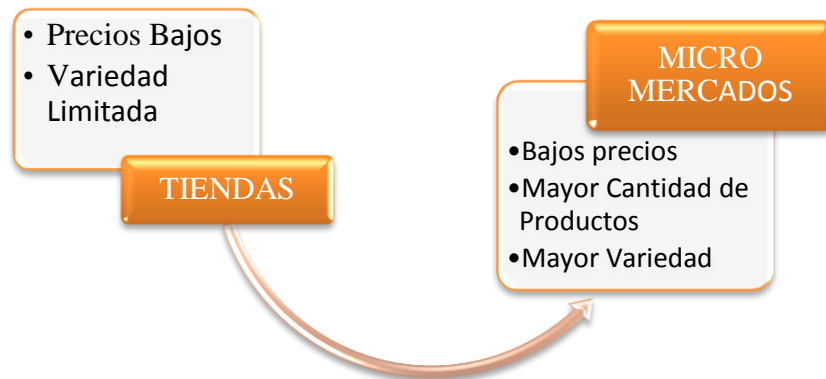 • Precios Bajos
• Variedad
Limitada
TIENDAS
MICRO
MERCADOS
•Bajos precios
•Mayor Cantidad de
Productos
•Mayor Variedad